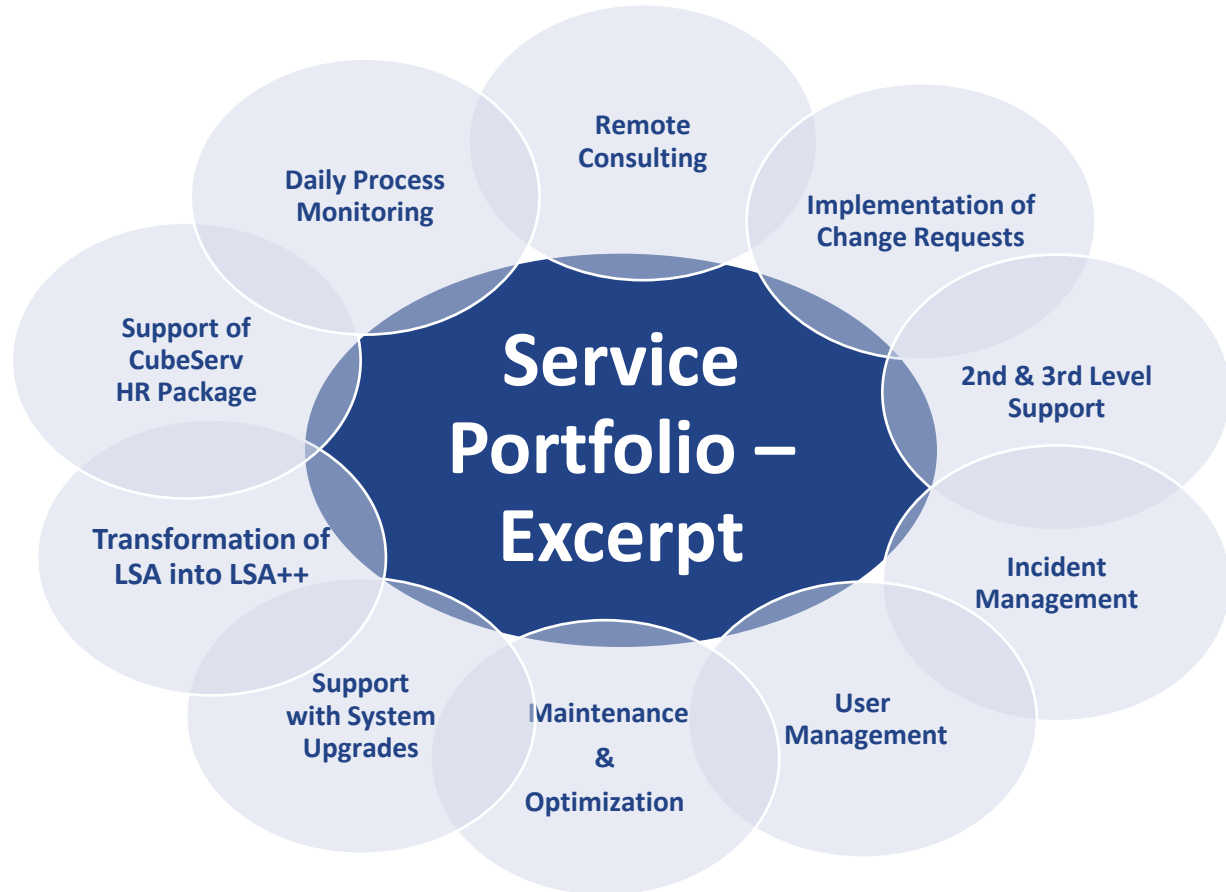 Remote
Consulting
Implementation of
Change Requests
2nd & 3rd Level
Support
Incident
Management
User
Management
Maintenance
&
Optimization
Support
with System
Upgrades
Transformation of
LSA into LSA++
Support of
CubeServ
HR Package
Daily Process
Monitoring
Service
Portfolio –
Excerpt